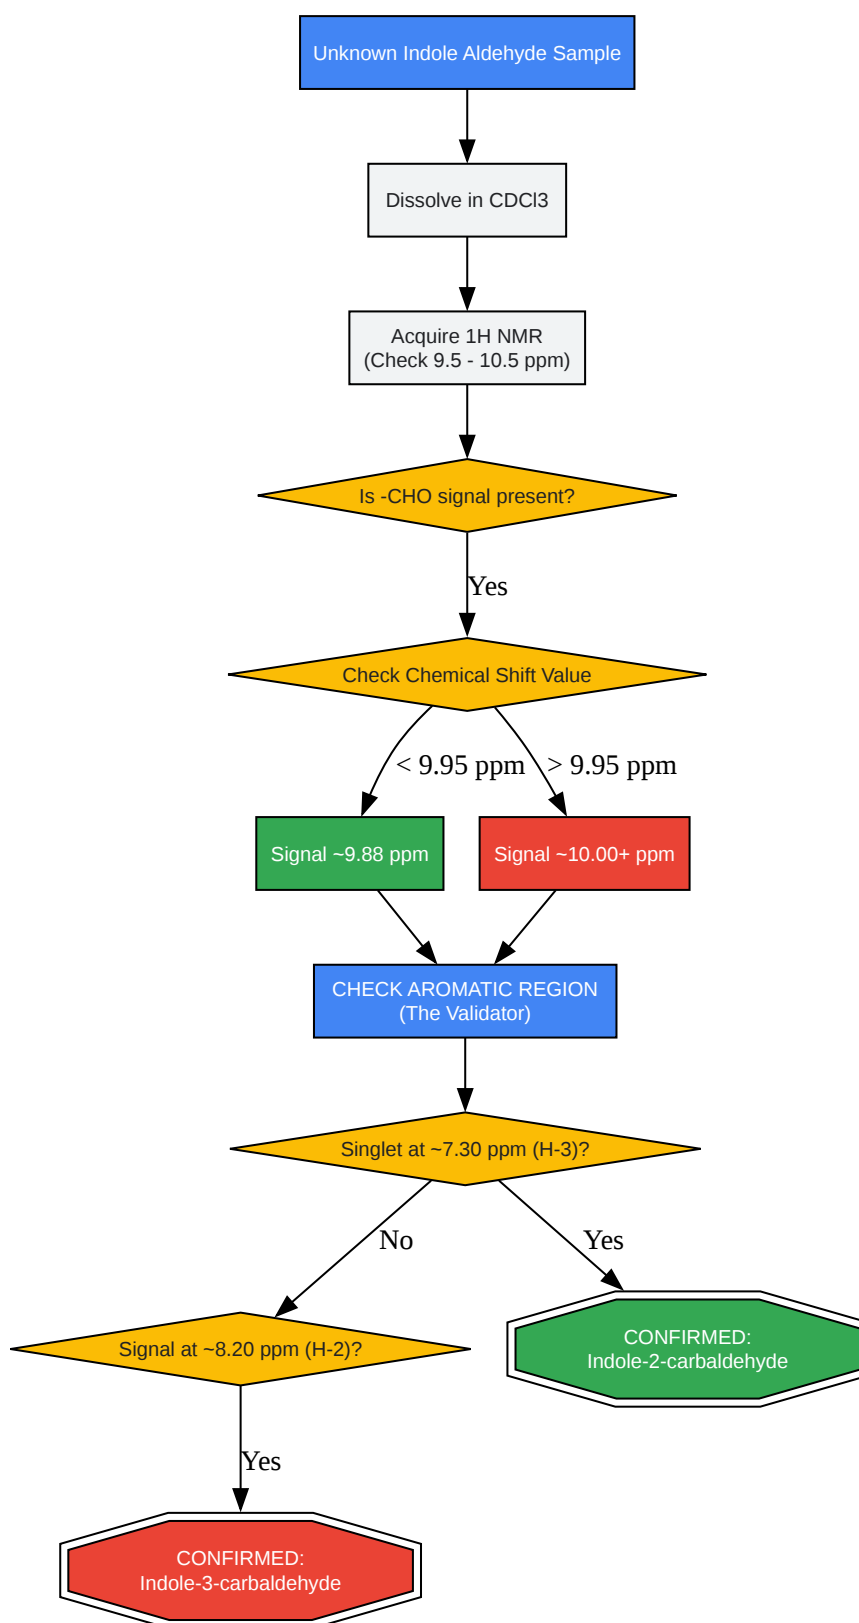 Unknown Indole Aldehyde Sample
Dissolve in CDCl3
Acquire 1H NMR
(Check 9.5 - 10.5 ppm)
Is -CHO signal present?
Yes
Check Chemical Shift Value
< 9.95 ppm
> 9.95 ppm
Signal ~9.88 ppm
Signal ~10.00+ ppm
CHECK AROMATIC REGION
(The Validator)
Singlet at ~7.30 ppm (H-3)?
No
Yes
Signal at ~8.20 ppm (H-2)?
CONFIRMED:
Indole-2-carbaldehyde
Yes
CONFIRMED:
Indole-3-carbaldehyde